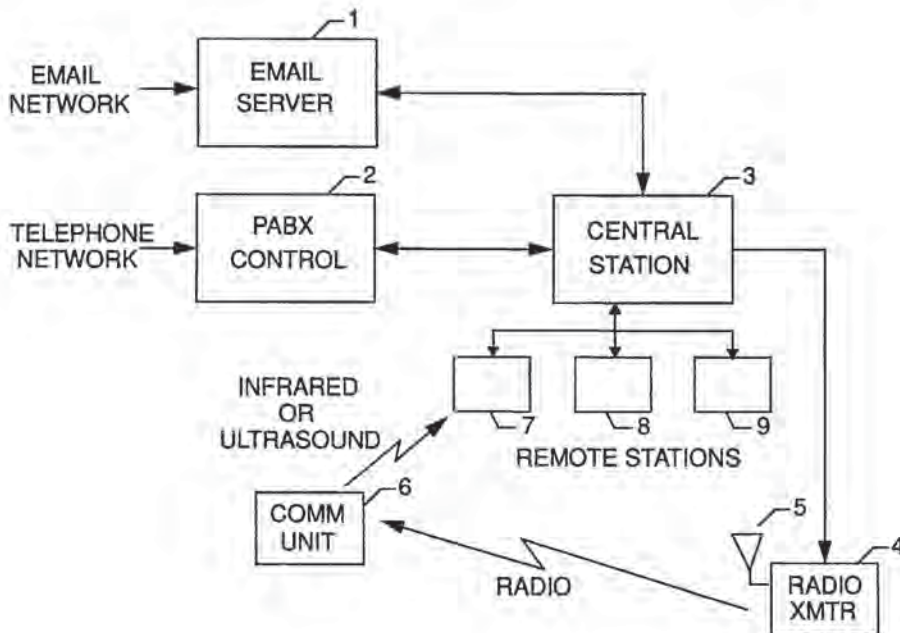 1
EMAIL
NETWORK
EMAIL
SERVER
2
3
TELEPHONE
NETWORK
PABX
CONTROL
CENTRAL
STATION
INFRARED
OR
ULTRASOUND
7
8
9
REMOTE STATIONS
6
COMM
UNIT
5
4
RADIO
RADIO
XMTR